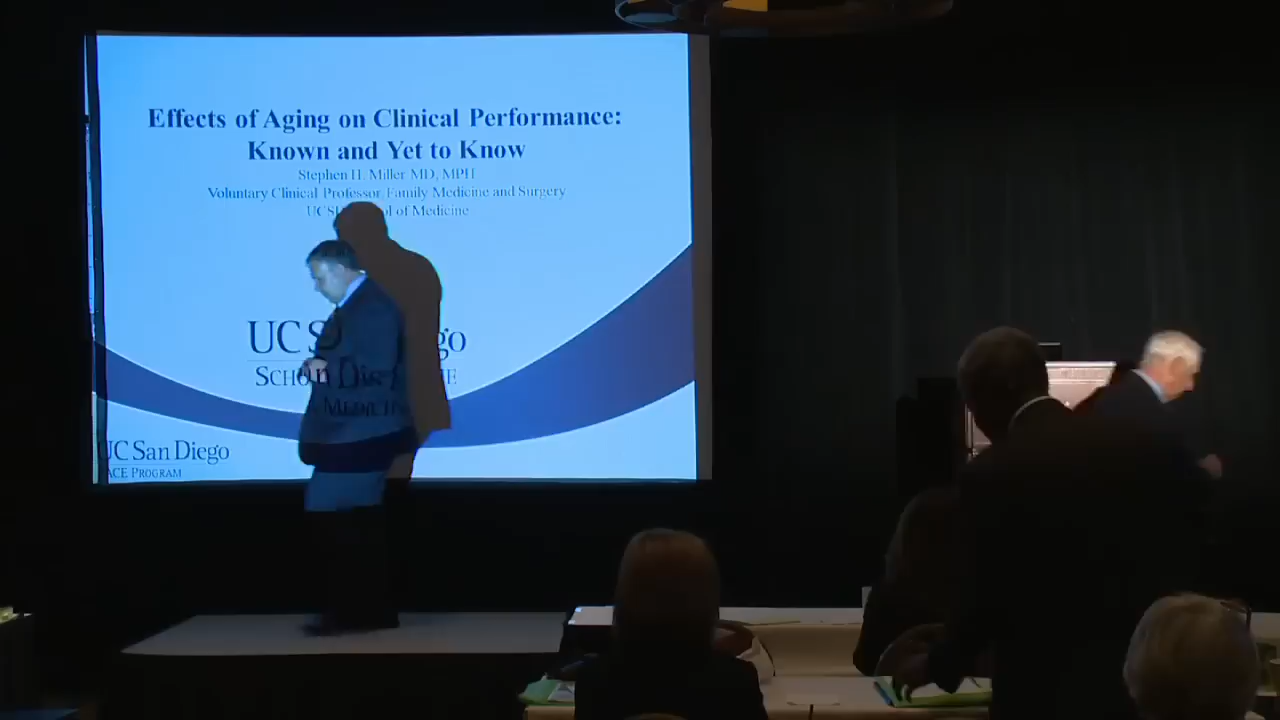 Effects of Aging on Clinical Performance:
Known and Yet to Know
Stephen H. Miller MD, MPH
Voluntary Clinical Professor Family Medicine and Surgery
of Medicine
UC S go
UC San Diego
ACE PROGRAM